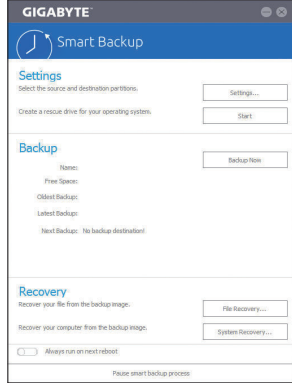 GIGABYTE™
Smart Backup
Settings
Select the source and destination partitions.
Settings...
Create a rescue drive for your operating system.
Start
Backup
Backup Now
Name:
Free Space:
Oldest Backup:
Latest Backup:
Next Backup: No backup destination!
Recovery
Recover your file from the backup image.
File Recovery...
Recover your computer from the backup image.
System Recovery...
Always run on next reboot
Pause smart backup process